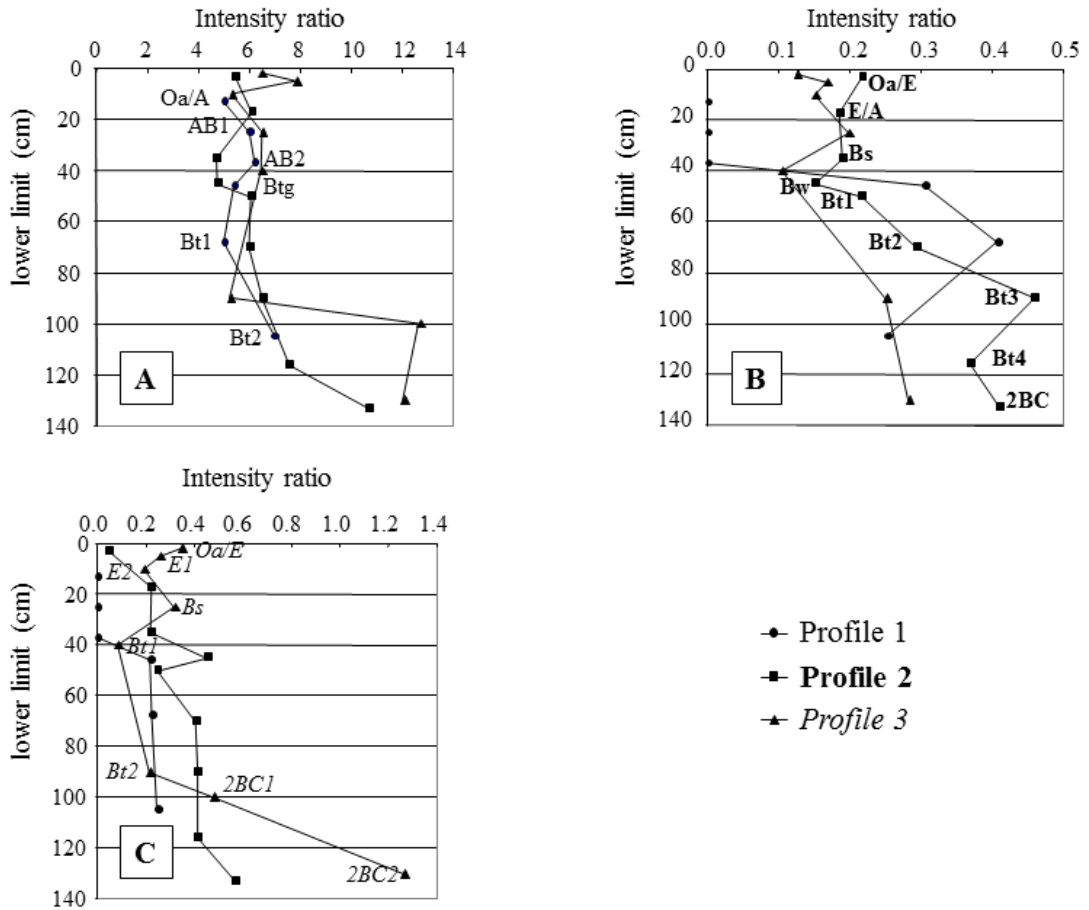 Intensity ratio
0 2 4 6 8 10 12 14
lower limit (cm)
0
20
40
60
80
100
120
140
Oa/A
AB1
AB2
Btg
Bt1
Bt2
A
Intensity ratio
0.0 0.1 0.2 0.3 0.4 0.5
lower limit (cm)
0
20
40
60
80
100
120
140
Oa/E
E/A
Bs
Bw
Bt1
Bt2
Bt3
Bt4
2BC
B
Intensity ratio
0.0 0.2 0.4 0.6 0.8 1.0 1.2 1.4
lower limit (cm)
0
20
40
60
80
100
120
140
Oa/E
E1
E2
Bs
Bt1
Bt2
2BC1
2BC2
C
Profile 1
Profile 2
Profile 3